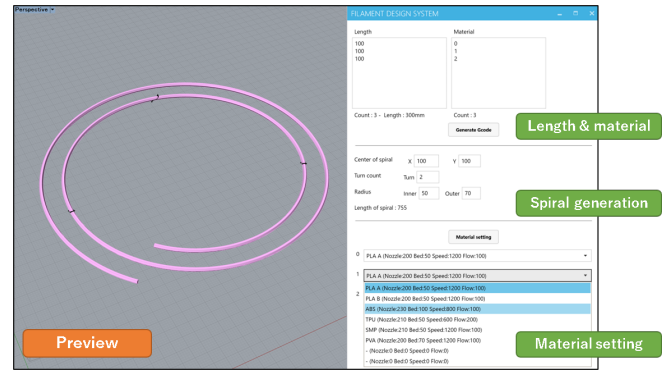 Perspective
FILAMENT DESIGN SYSTEM
Length Material
100 0
100 1
100 2
Count : 3 - Length : 300mm Count : 3
Generate Gcode
Length & material
Center of spiral X 100 Y 100
Turn count Turn 2
Radius Inner 50 Outer 70
Length of spiral : 755
Spiral generation
Material setting
0 PLA A (Nozzle:200 Bed:50 Speed:1200 Flow:100)
1 PLA A (Nozzle:200 Bed:50 Speed:1200 Flow:100)
PLA A (Nozzle:200 Bed:50 Speed:1200 Flow:100)
2 PLA B (Nozzle:200 Bed:50 Speed:1200 Flow:100)
ABS (Nozzle:230 Bed:100 Speed:800 Flow:100)
TPU (Nozzle:210 Bed:50 Speed:600 Flow:200)
SMP (Nozzle:210 Bed:50 Speed:1200 Flow:100)
PVA (Nozzle:200 Bed:70 Speed:1200 Flow:100)
- (Nozzle:0 Bed:0 Speed:0 Flow:0)
- (Nozzle:0 Bed:0 Speed:0 Flow:0)
Preview
Material setting